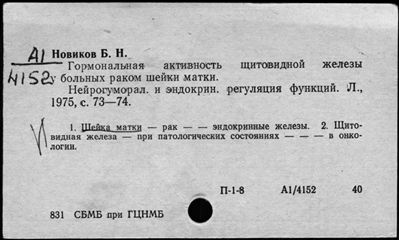 А1 Новиков Б. Н.
Гормональная активность щитовидной железы
4152 у больных раком шейки матки.
Нейрогуморал. и эндокрин. регуляция функций. Л.,
1975, с. 73—74.
1. Шейка матки — рак — — эндокринные железы. 2. Щито-
видная железа — при патологических состояниях — — — в онко-
логии.
П-1-8 А1/4152 40
831 СБМБ при ГЦНМБ